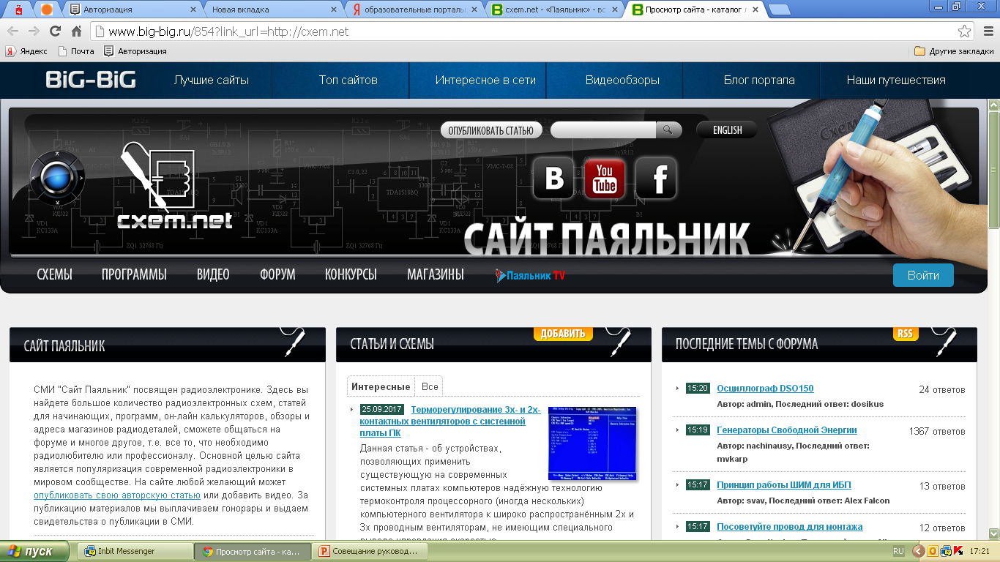 Авторизация
Новая вкладка
образовательные порталы
cxem.net - «Паяльник» - вс
Просмотр сайта - каталог л
www.big-big.ru/854?link_url=http://cxem.net
Яндекс
Почта
Авторизация
Другие закладки
BiG-BiG
Лучшие сайты
Топ сайтов
Интересное в сети
Видеообзоры
Блог портала
Наши путешествия
ОПУБЛИКОВАТЬ СТАТЬЮ
ENGLISH
B
You Tube
f
cxem.net
САЙТ ПАЯЛЬНИК
СХЕМЫ
ПРОГРАММЫ
ВИДЕО
ФОРУМ
КОНКУРСЫ
МАГАЗИНЫ
Паяльник TV
Войти
САЙТ ПАЯЛЬНИК
СМИ "Сайт Паяльник" посвящен радиоэлектронике. Здесь вы
найдете большое количество радиоэлектронных схем, статей
для начинающих, программ, он-лайн калькуляторов, обзоры и
адреса магазинов радиодеталей, сможете общаться на
форуме и многое другое, т.е. все то, что необходимо
радиолюбителю или профессионалу. Основной целью сайта
является популяризация современной радиоэлектроники в
мировом сообществе. На сайте любой желающий может
опубликовать свою авторскую статью или добавить видео. За
публикацию материалов мы выплачиваем гонорары и выдаем
свидетельства о публикации в СМИ.
СТАТЬИ И СХЕМЫ
ДОБАВИТЬ
Интересные
Все
25.09.2017 Терморегулирование 3х- и 2х-
контактных вентиляторов с системной
платы ПК
Данная статья - об устройствах,
позволяющих применить
существующую на современных
системных платах компьютеров надёжную технологию
термоконтроля процессорного (иногда нескольких)
компьютерного вентилятора к широко распространённым 2х и
3х проводным вентиляторам, не имеющим специального
ПОСЛЕДНИЕ ТЕМЫ С ФОРУМА
RSS
15:20 Осциллограф DSO150 24 ответов
Автор: admin, Последний ответ: dosikus
15:19 Генераторы Свободной Энергии 1367 ответов
Автор: nachinausy, Последний ответ:
mvkarp
15:17 Принцип работы ШИМ для ИБП 13 ответов
Автор: svav, Последний ответ: Alex Falcon
15:17 Посоветуйте провод для монтажа 12 ответов
пуск
Inbit Messenger
Просмотр сайта - ка...
Совещание руковод...
RU
17:21